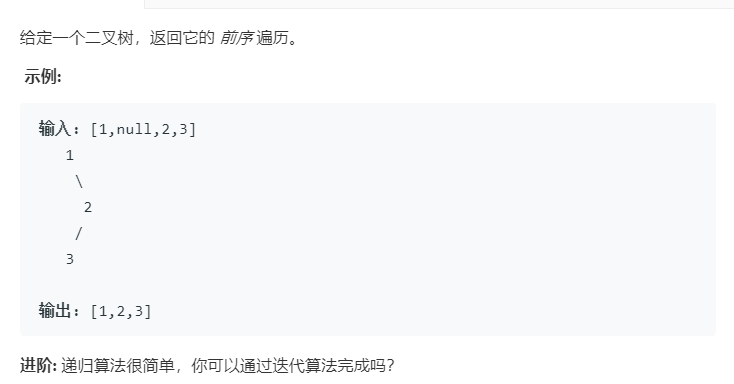 给定一个二叉树，返回它的 前序 遍历。
示例:
输入: [1,null,2,3]
1
\
2
/
3
输出: [1,2,3]
进阶: 递归算法很简单，你可以通过迭代算法完成吗？